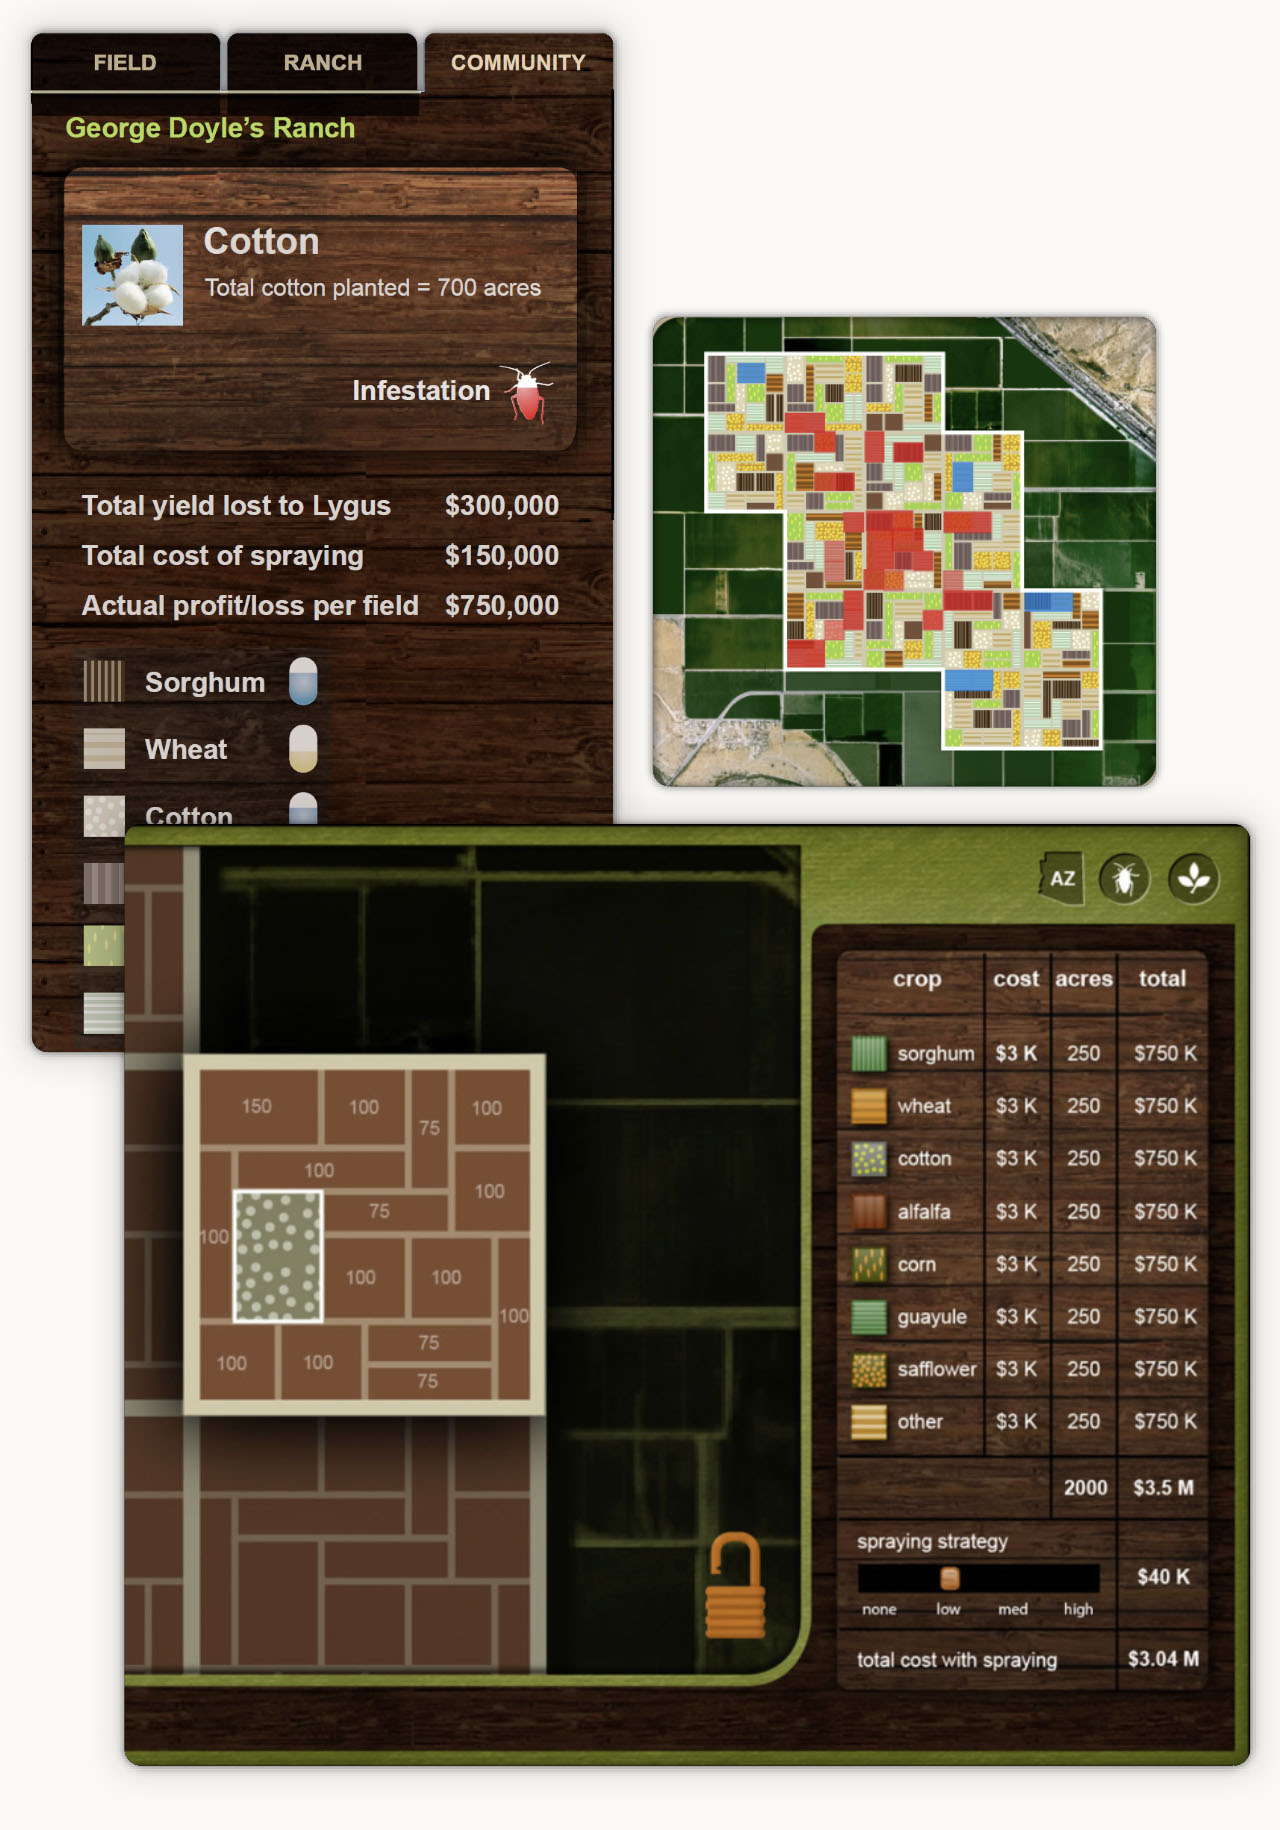 FIELD
RANCH
COMMUNITY
George Doyle’s Ranch
Cotton
Total cotton planted = 700 acres
Infestation
Total yield lost to Lygus $300,000
Total cost of spraying $150,000
Actual profit/loss per field $750,000
Sorghum
Wheat
Cotton
AZ
150
100
75
100
100
100
75
100
100
100
100
75
100
100
75
crop cost acres total
sorghum $3 K 250 $750 K
wheat $3 K 250 $750 K
cotton $3 K 250 $750 K
alfalfa $3 K 250 $750 K
corn $3 K 250 $750 K
guayule $3 K 250 $750 K
safflower $3 K 250 $750 K
other $3 K 250 $750 K
2000 $3.5 M
spraying strategy
$40 K
none low med high
total cost with spraying $3.04 M